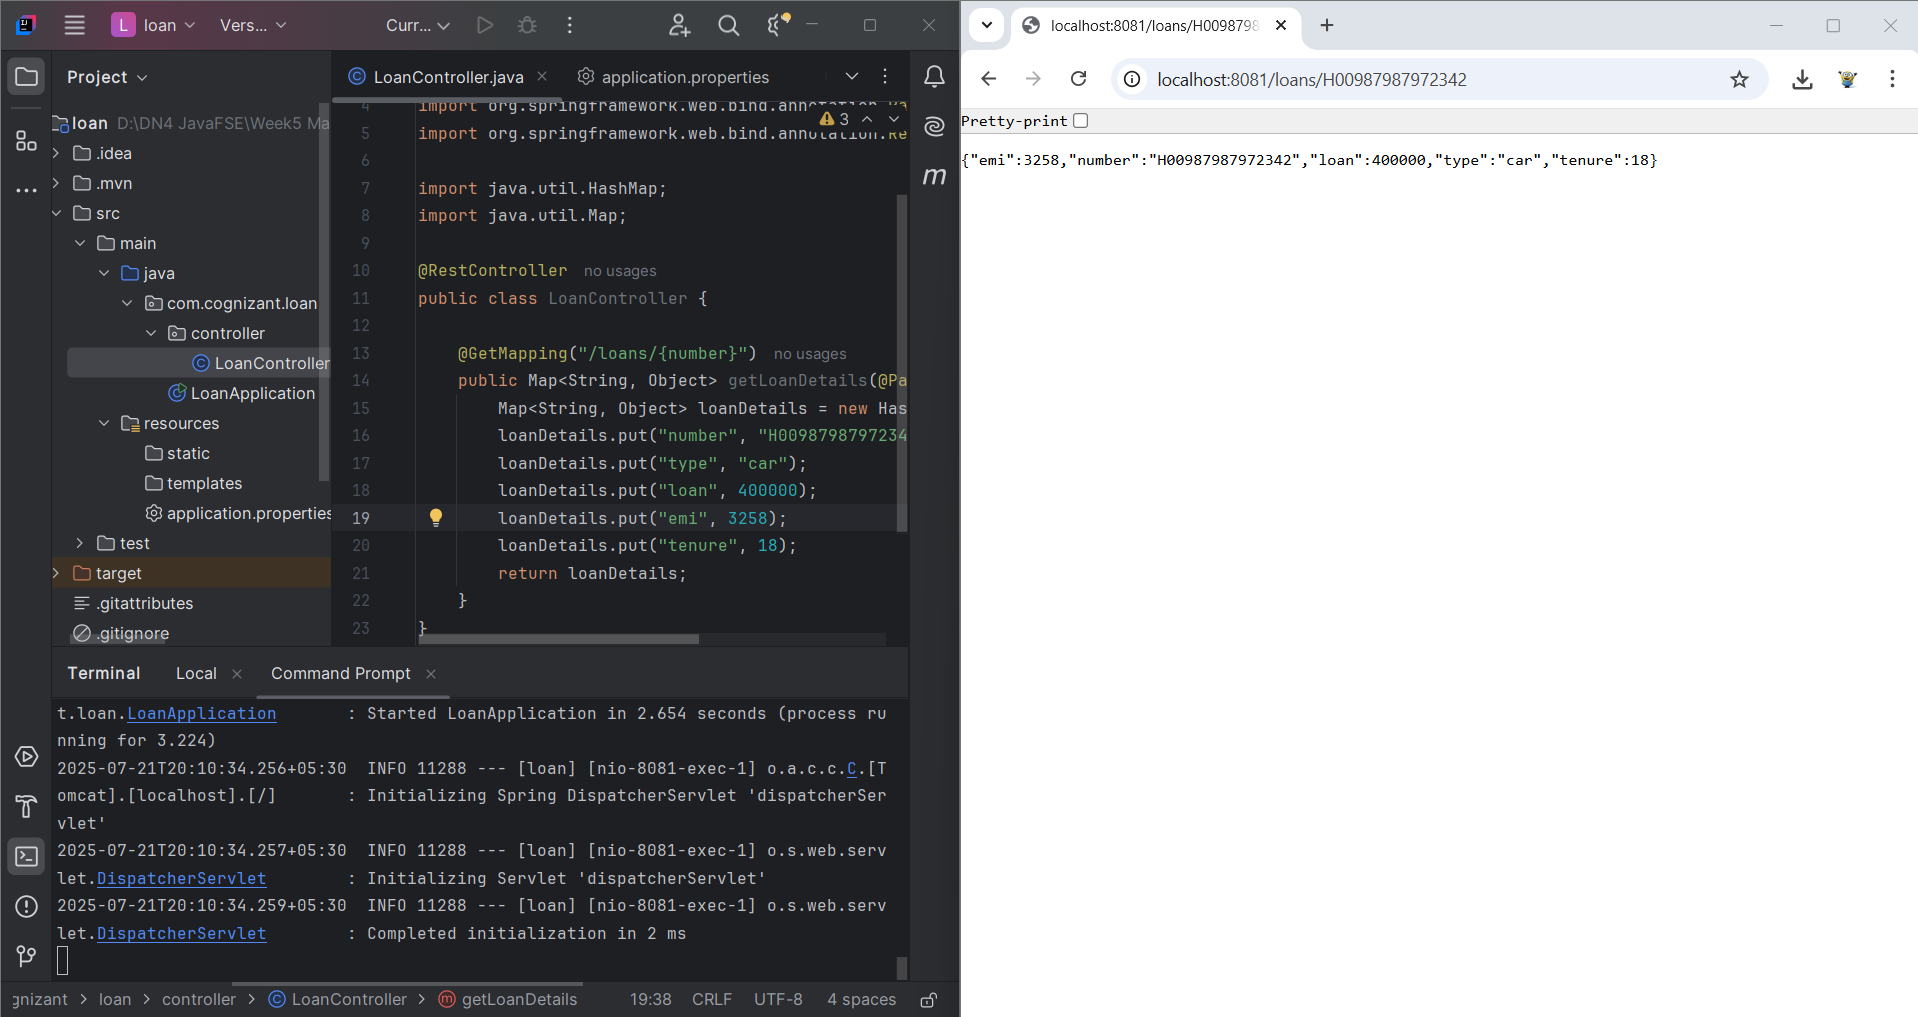 L loan Vers... Curr...
Project
LoanController.java application.properties
loan D:\DN4 JavaFSE\Week5 Ma
.idea
.mvn
src
main
java
com.cognizant.loan
controller
LoanController
LoanApplication
resources
static
templates
application.properties
test
target
.gitattributes
.gitignore
3
4 import org.springframework.web.bind.annotation.Pa
5 import org.springframework.web.bind.annotation.Re
6
7 import java.util.HashMap;
8 import java.util.Map;
9
10 @RestController no usages
11 public class LoanController {
12
13 @GetMapping("/loans/{number}") no usages
14 public Map<String, Object> getLoanDetails(@Pa
15 Map<String, Object> loanDetails = new Has
16 loanDetails.put("number", "H0098798797234
17 loanDetails.put("type", "car");
18 loanDetails.put("loan", 400000);
19 loanDetails.put("emi", 3258);
20 loanDetails.put("tenure", 18);
21 return loanDetails;
22 }
23 }
m
Terminal Local Command Prompt
t.loan.LoanApplication : Started LoanApplication in 2.654 seconds (process ru
nning for 3.224)
2025-07-21T20:10:34.256+05:30 INFO 11288 --- [loan] [nio-8081-exec-1] o.a.c.c.C.[T
omcat].[localhost].[/] : Initializing Spring DispatcherServlet 'dispatcherSer
vlet'
2025-07-21T20:10:34.257+05:30 INFO 11288 --- [loan] [nio-8081-exec-1] o.s.web.serv
let.DispatcherServlet : Initializing Servlet 'dispatcherServlet'
2025-07-21T20:10:34.259+05:30 INFO 11288 --- [loan] [nio-8081-exec-1] o.s.web.serv
let.DispatcherServlet : Completed initialization in 2 ms
gnizant > loan > controller > LoanController > getLoanDetails 19:38 CRLF UTF-8 4 spaces
localhost:8081/loans/H0098798
localhost:8081/loans/H00987987972342
Pretty-print
{"emi":3258,"number":"H00987987972342","loan":400000,"type":"car","tenure":18}